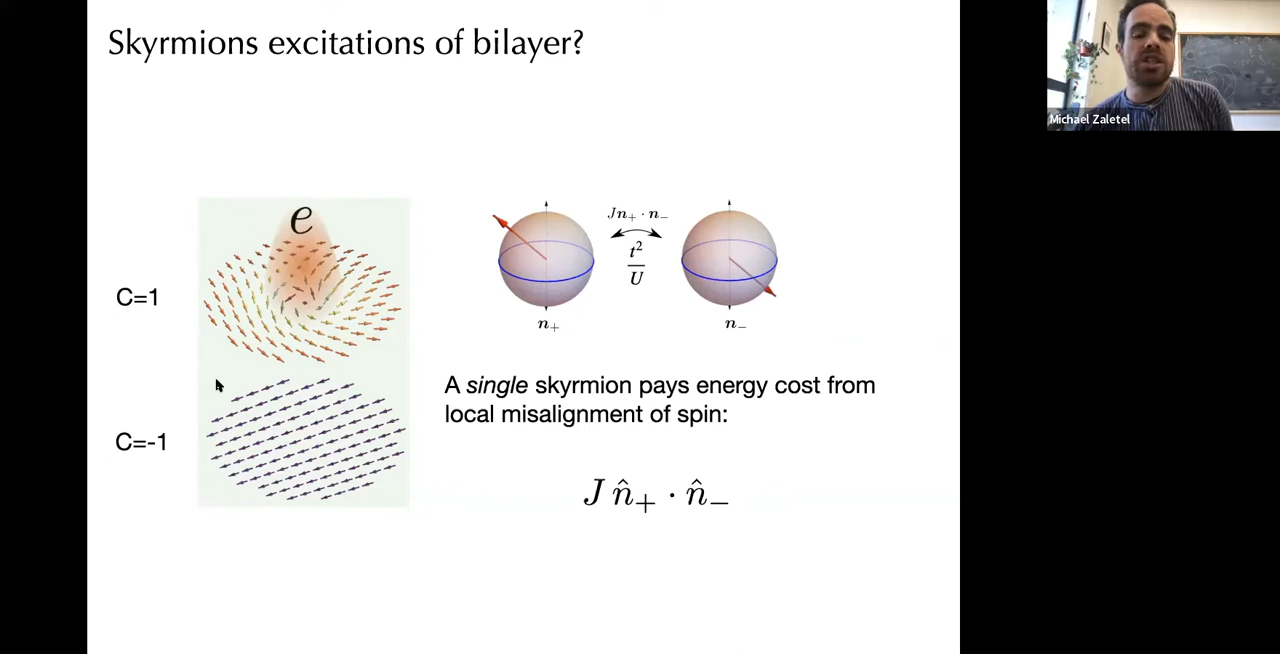 Skyrmions excitations of bilayer?
Michael Zaletel
e
C=1
C=-1
Jn₊ · n₋
t²
U
n₊
n₋
A single skyrmion pays energy cost from
local misalignment of spin:
J n̂₊ · n̂₋